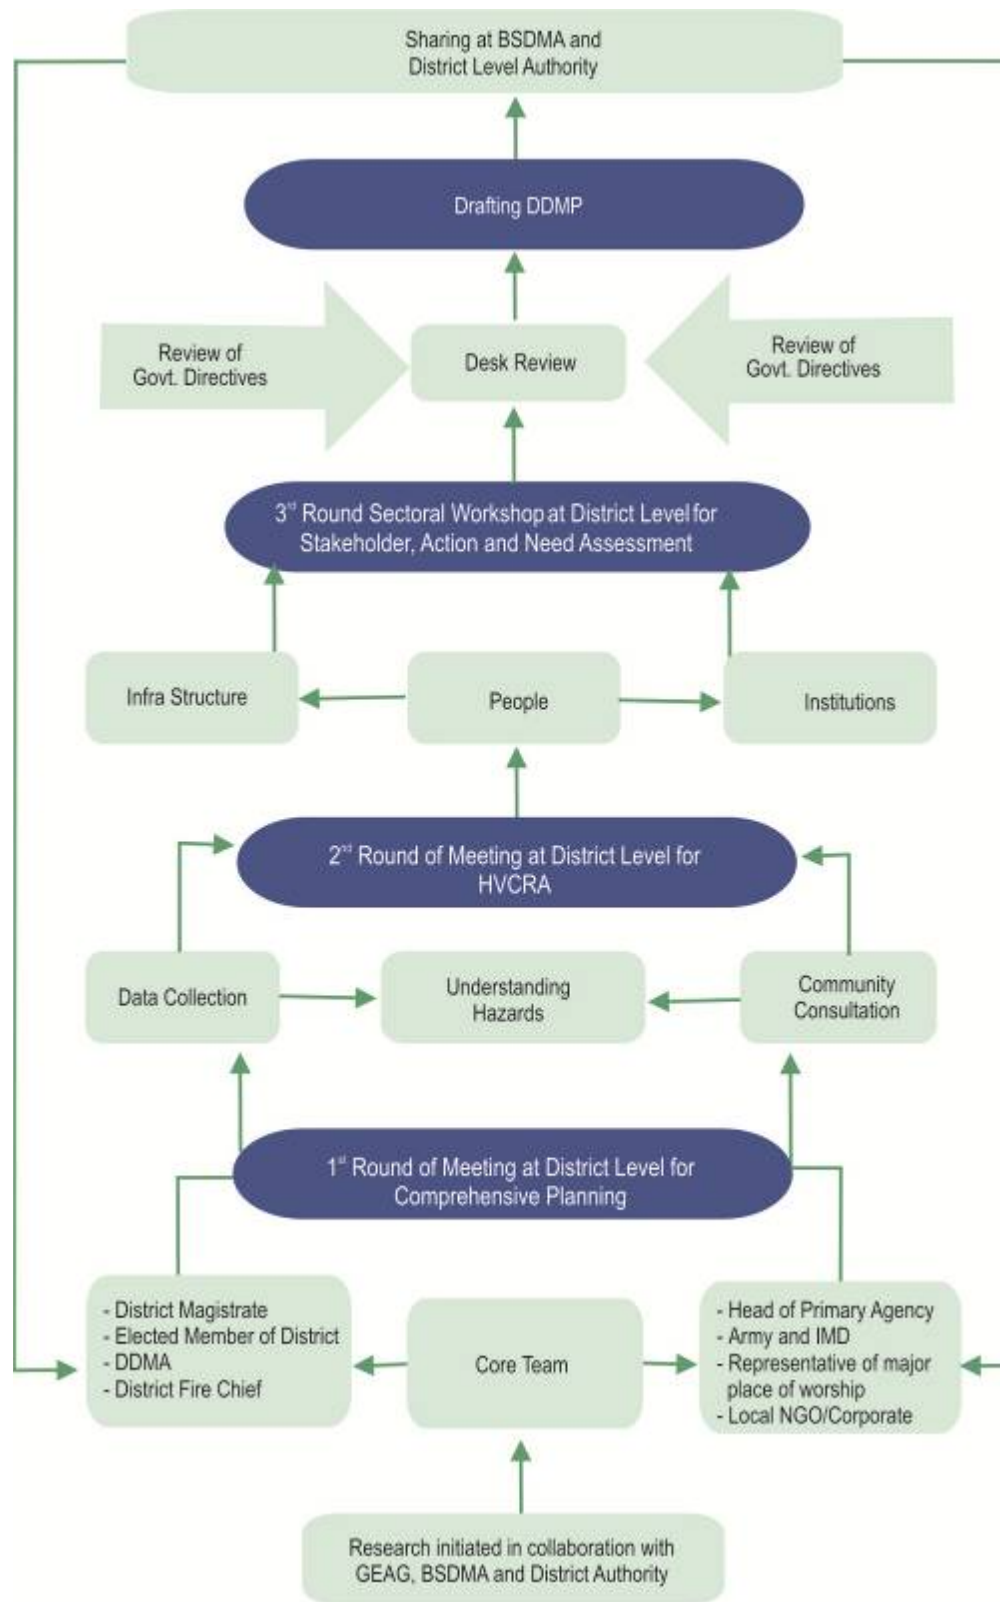 Sharing at BSDMA and
District Level Authority
Drafting DDMP
Review of
Govt. Directives
Desk Review
Review of
Govt. Directives
3rd Round Sectoral Workshop at District Level for
Stakeholder, Action and Need Assessment
Infra Structure
People
Institutions
2nd Round of Meeting at District Level for
HVCRA
Data Collection
Understanding
Hazards
Community
Consultation
1st Round of Meeting at District Level for
Comprehensive Planning
- District Magistrate
- Elected Member of District
- DDMA
- District Fire Chief
Core Team
- Head of Primary Agency
- Army and IMD
- Representative of major
place of worship
- Local NGO/Corporate
Research initiated in collaboration with
GEAG, BSDMA and District Authority